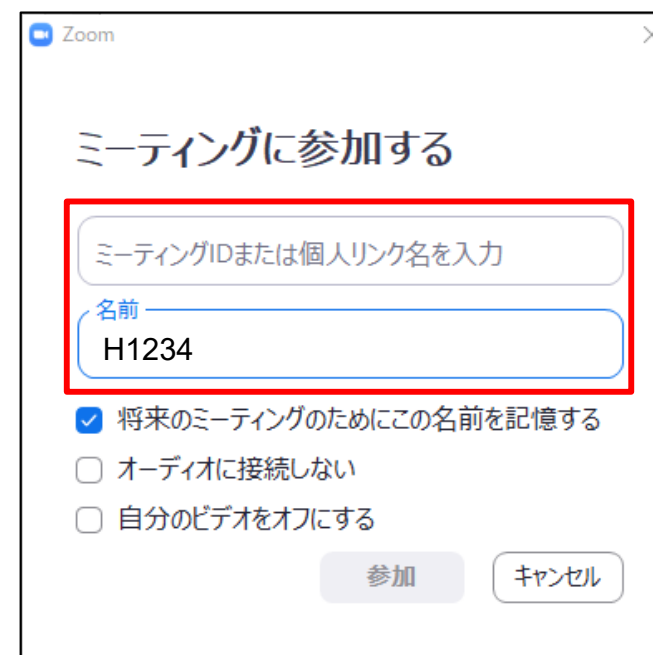 Zoom
ミーティングに参加する
ミーティングIDまたは個人リンク名を入力
名前
H1234
将来のミーティングのためにこの名前を記憶する
オーディオに接続しない
自分のビデオをオフにする
参加 キャンセル